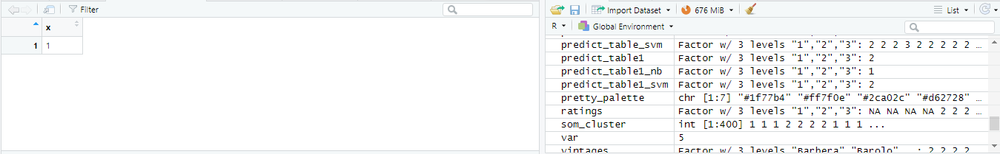 Filter
x
1 1
Import Dataset 676 MiB List
R Global Environment
predict_table_svm Factor w/ 3 levels "1","2","3": 2 2 2 3 2 2 2 2 2 …
predict_table1 Factor w/ 3 levels "1","2","3": 2
predict_table1_nb Factor w/ 3 levels "1","2","3": 1
predict_table1_svm Factor w/ 3 levels "1","2","3": 2
pretty_palette chr [1:7] "#1f77b4" "#ff7f0e" "#2ca02c" "#d62728" …
ratings Factor w/ 3 levels "1","2","3": NA NA NA NA 2 2 2 …
som_cluster int [1:400] 1 1 1 2 2 2 2 1 1 1 ...
var 5
vintages Factor w/ 3 levels "Barbera","Barolo",..: 2 2 2 2